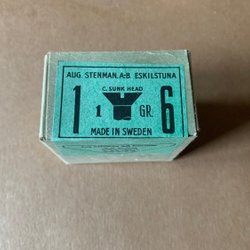 AUG. STENMAN. A.-B. ESKILSTUNA
C. SUNK HEAD
1 1 GR. 6
MADE IN SWEDEN